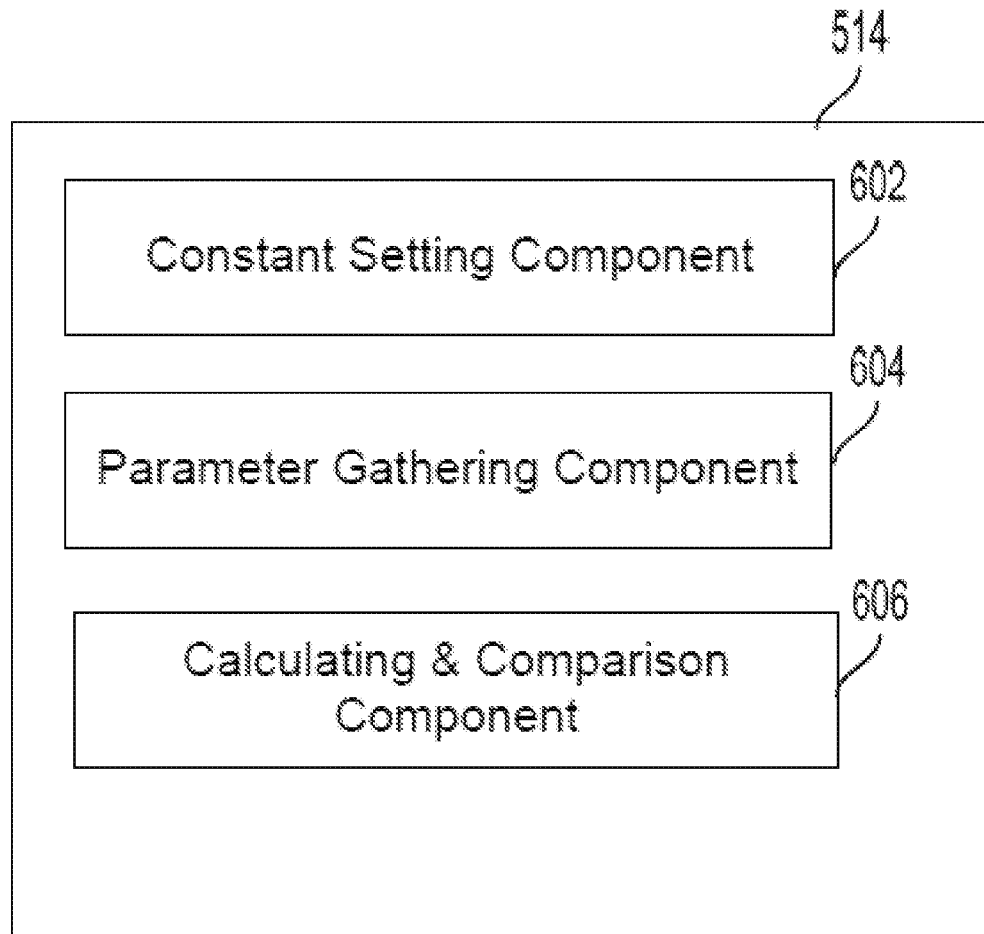 514
602
Constant Setting Component
604
Parameter Gathering Component
606
Calculating & Comparison
Component